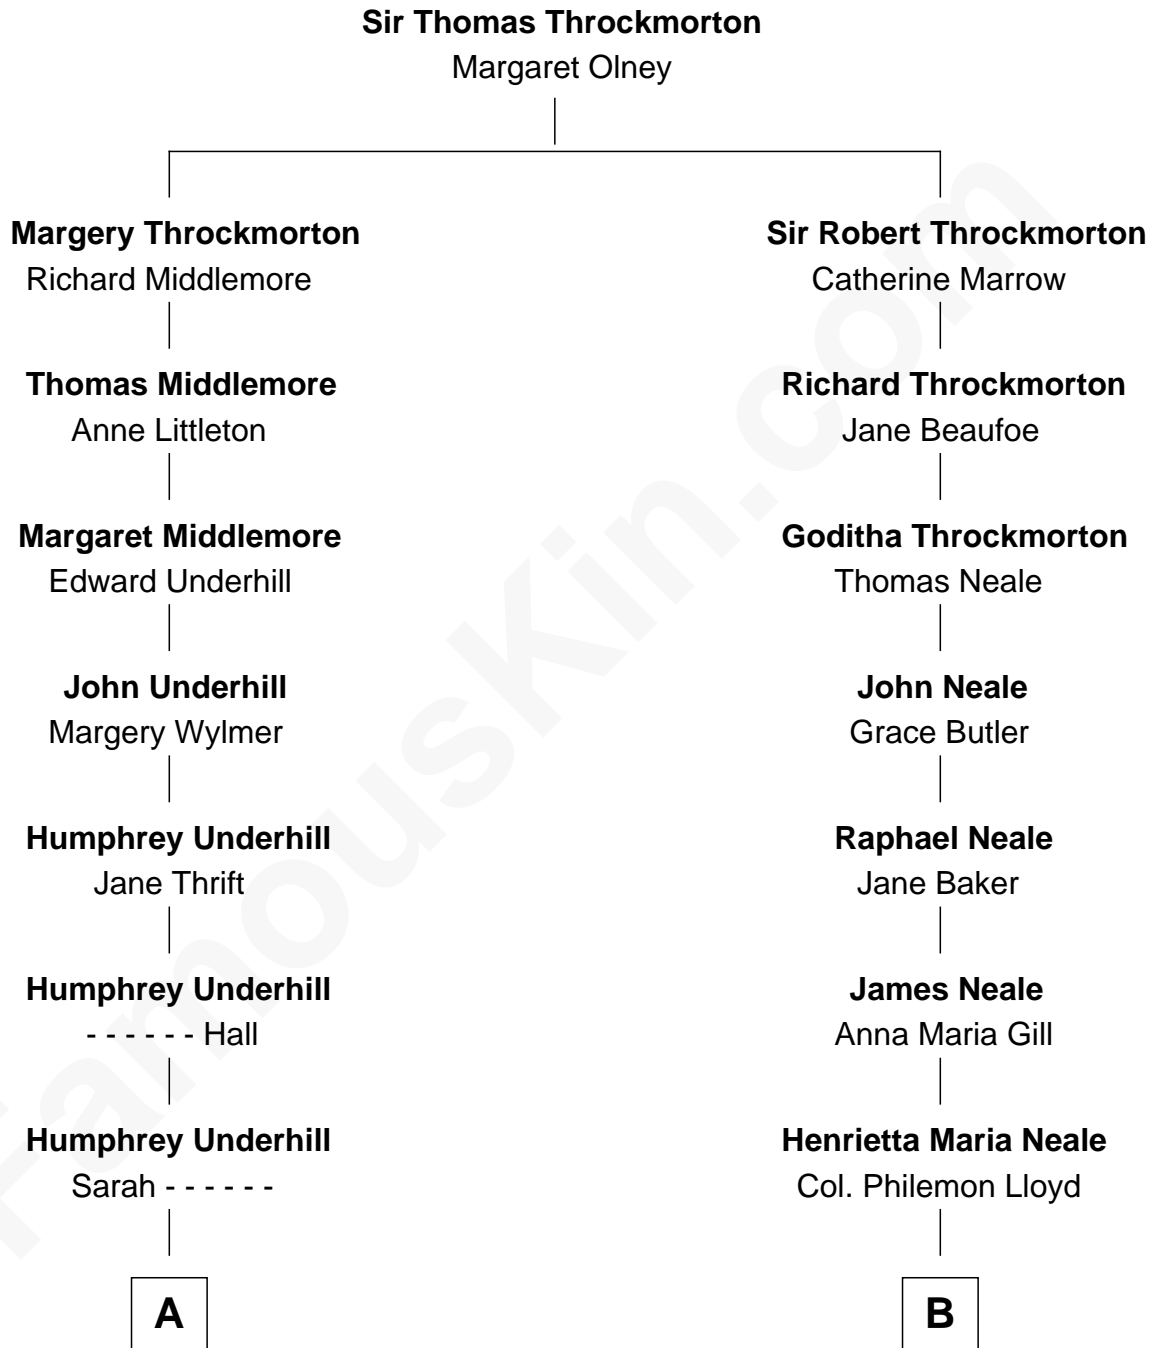 Sir Thomas Throckmorton
Margaret Olney
Margery Throckmorton
Richard Middlemore
Sir Robert Throckmorton
Catherine Marrow
Thomas Middlemore
Anne Littleton
Richard Throckmorton
Jane Beaufoe
Margaret Middlemore
Edward Underhill
Goditha Throckmorton
Thomas Neale
John Underhill
Margery Wylmer
John Neale
Grace Butler
Humphrey Underhill
Jane Thrift
Raphael Neale
Jane Baker
Humphrey Underhill
- - - - - - Hall
James Neale
Anna Maria Gill
Humphrey Underhill
Sarah - - - - - -
Henrietta Maria Neale
Col. Philemon Lloyd
A
B
FamousKin.com